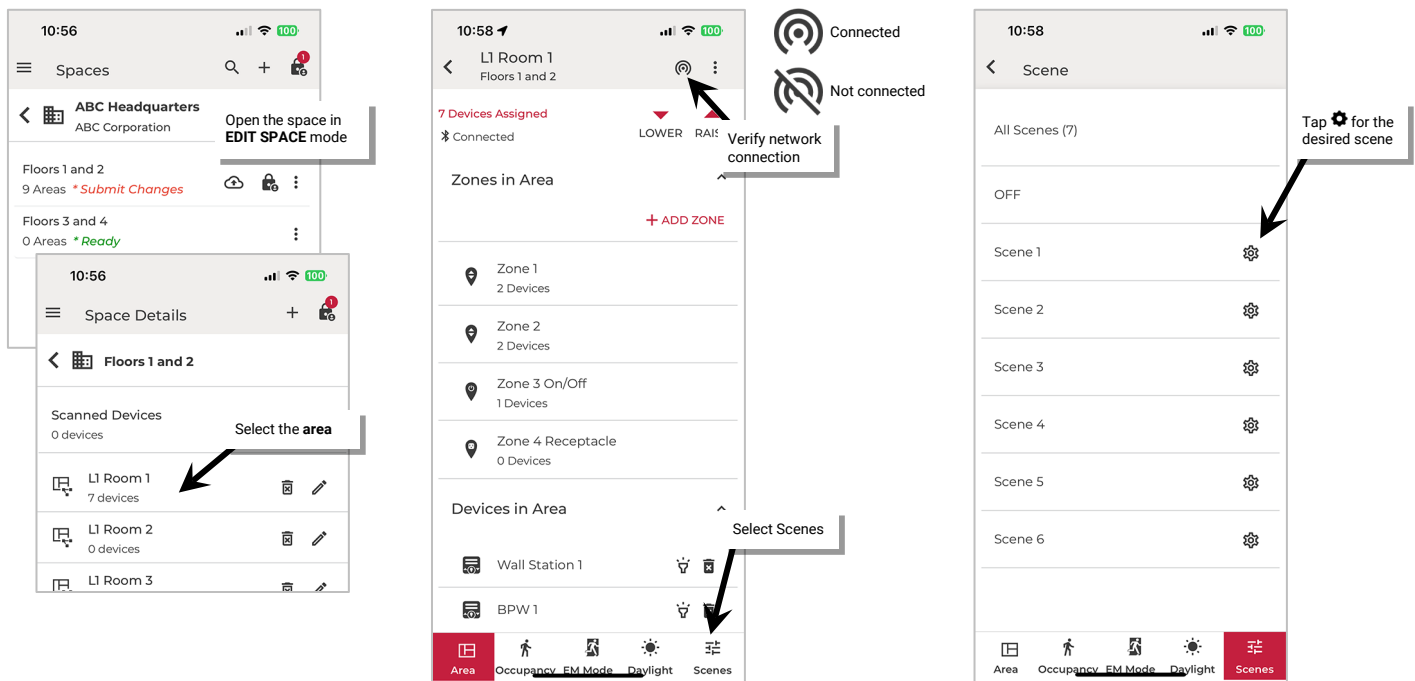 10:56
100
Spaces
1
ABC Headquarters
ABC Corporation
Open the space in
EDIT SPACE mode
Floors 1 and 2
9 Areas * Submit Changes
Floors 3 and 4
0 Areas * Ready
10:56
100
Space Details
1
Floors 1 and 2
Scanned Devices
0 devices
Select the area
L1 Room 1
7 devices
L1 Room 2
0 devices
L1 Room 3
10:58
100
L1 Room 1
Floors 1 and 2
Connected
Not connected
7 Devices Assigned
Connected
LOWER
Verify network
connection
Zones in Area
+ ADD ZONE
Zone 1
2 Devices
Zone 2
2 Devices
Zone 3 On/Off
1 Devices
Zone 4 Receptacle
0 Devices
Devices in Area
Select Scenes
Wall Station 1
BPW 1
Area
Occupancy
EM Mode
Daylight
Scenes
10:58
100
Scene
All Scenes (7)
Tap for the
desired scene
OFF
Scene 1
Scene 2
Scene 3
Scene 4
Scene 5
Scene 6
Area
Occupancy
EM Mode
Daylight
Scenes